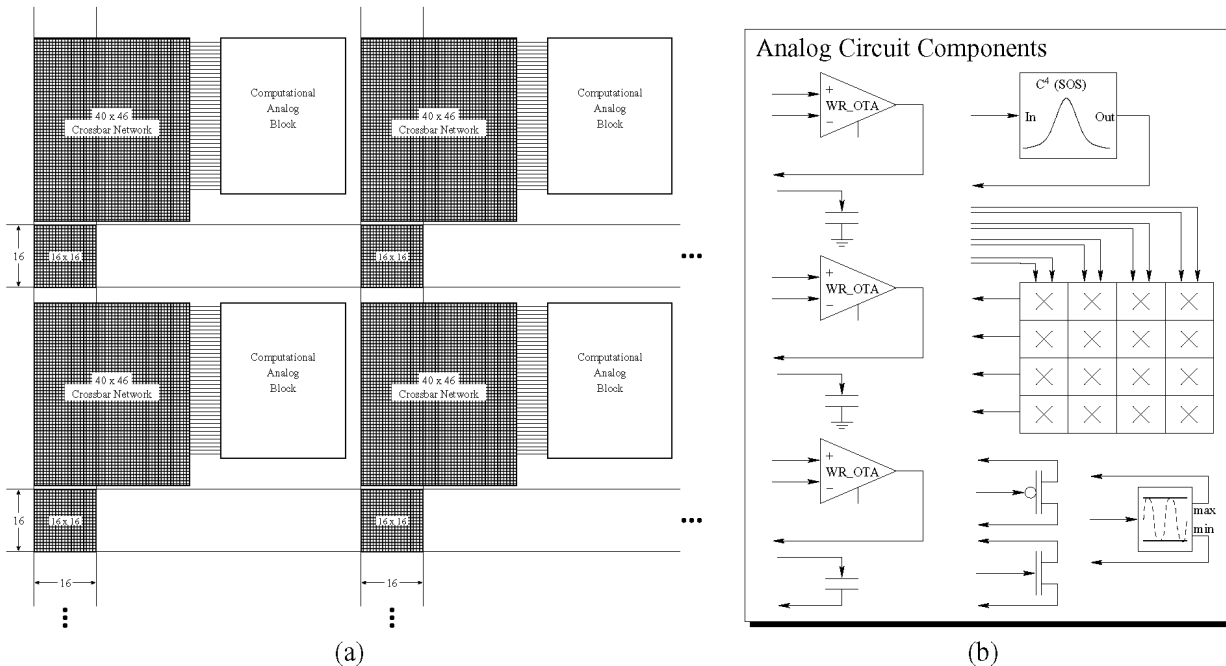 40 x 46
Crossbar Network
Computational
Analog
Block
40 x 46
Crossbar Network
Computational
Analog
Block
16
16 x 16
16 x 16
40 x 46
Crossbar Network
Computational
Analog
Block
40 x 46
Crossbar Network
Computational
Analog
Block
16
16 x 16
16 x 16
16
(a)
Analog Circuit Components
+
WR_OTA
−
C⁴ (SOS)
In
Out
+
WR_OTA
−
+
WR_OTA
−
max
min
(b)